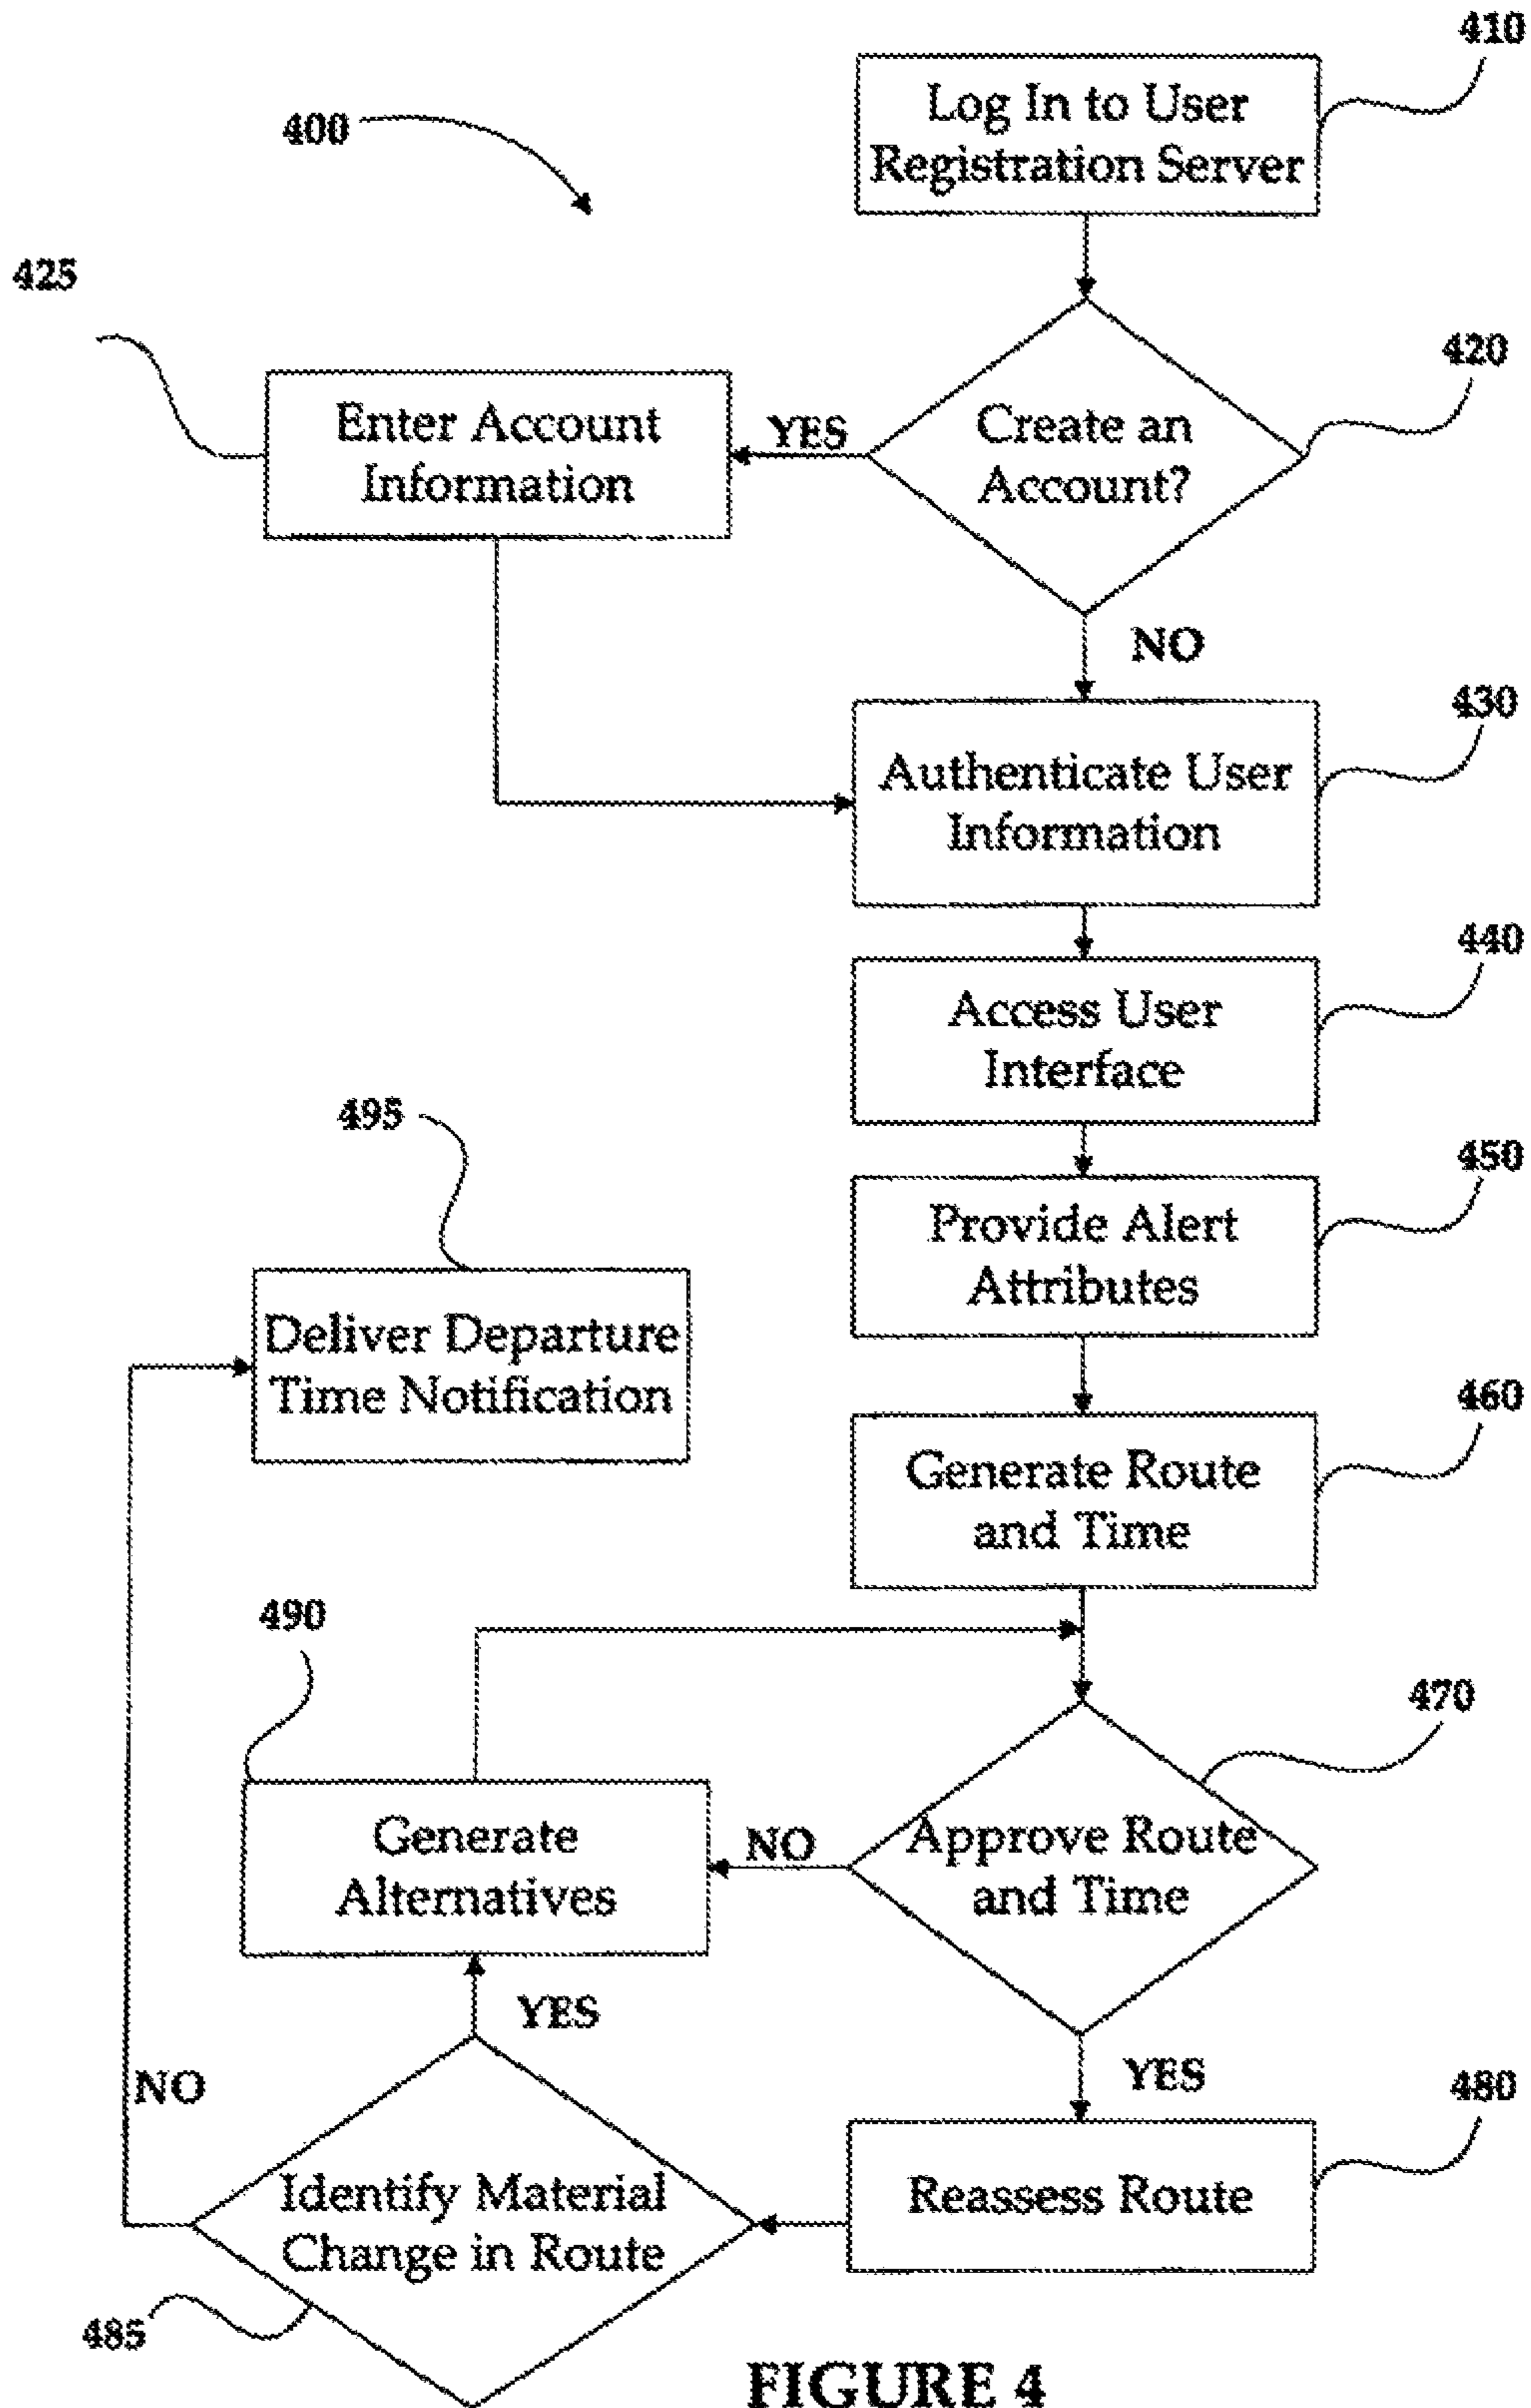 410
Log In to User
Registration Server
400
425
420
Enter Account
Information
YES
Create an
Account?
NO
430
Authenticate User
Information
440
Access User
Interface
495
450
Provide Alert
Attributes
Deliver Departure
Time Notification
460
Generate Route
and Time
490
470
Generate
Alternatives
NO
Approve Route
and Time
YES
NO
YES
480
Identify Material
Change in Route
Reassess Route
485
FIGURE 4